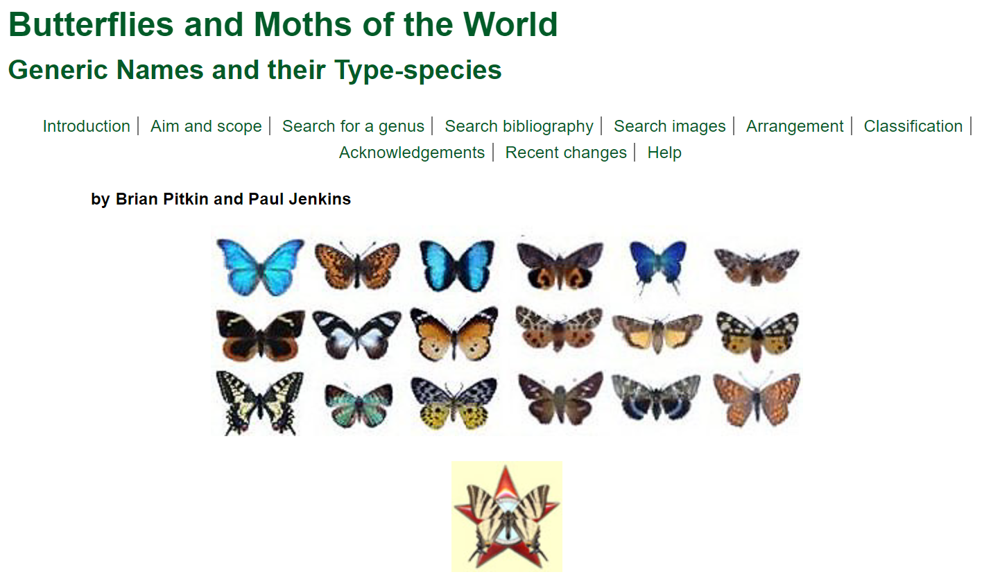 Butterflies and Moths of the World
Generic Names and their Type-species
Introduction | Aim and scope | Search for a genus | Search bibliography | Search images | Arrangement | Classification |
Acknowledgements | Recent changes | Help
by Brian Pitkin and Paul Jenkins